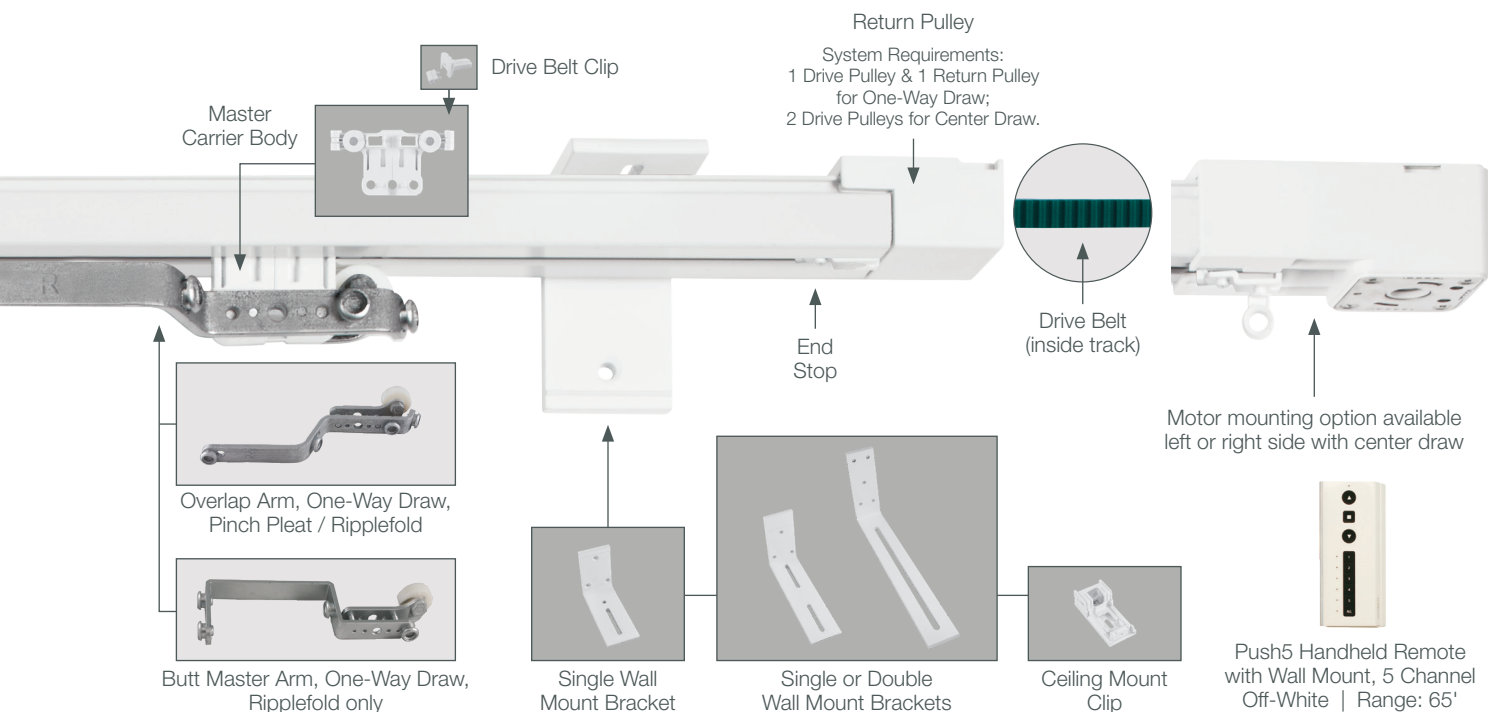 Return Pulley
System Requirements:
1 Drive Pulley & 1 Return Pulley
for One-Way Draw;
2 Drive Pulleys for Center Draw.
Drive Belt Clip
Master
Carrier Body
R
End
Stop
Drive Belt
(inside track)
Motor mounting option available
left or right side with center draw
Overlap Arm, One-Way Draw,
Pinch Pleat / Ripplefold
Butt Master Arm, One-Way Draw,
Ripplefold only
Single Wall
Mount Bracket
Single or Double
Wall Mount Brackets
Ceiling Mount
Clip
Push5 Handheld Remote
with Wall Mount, 5 Channel
Off-White | Range: 65'